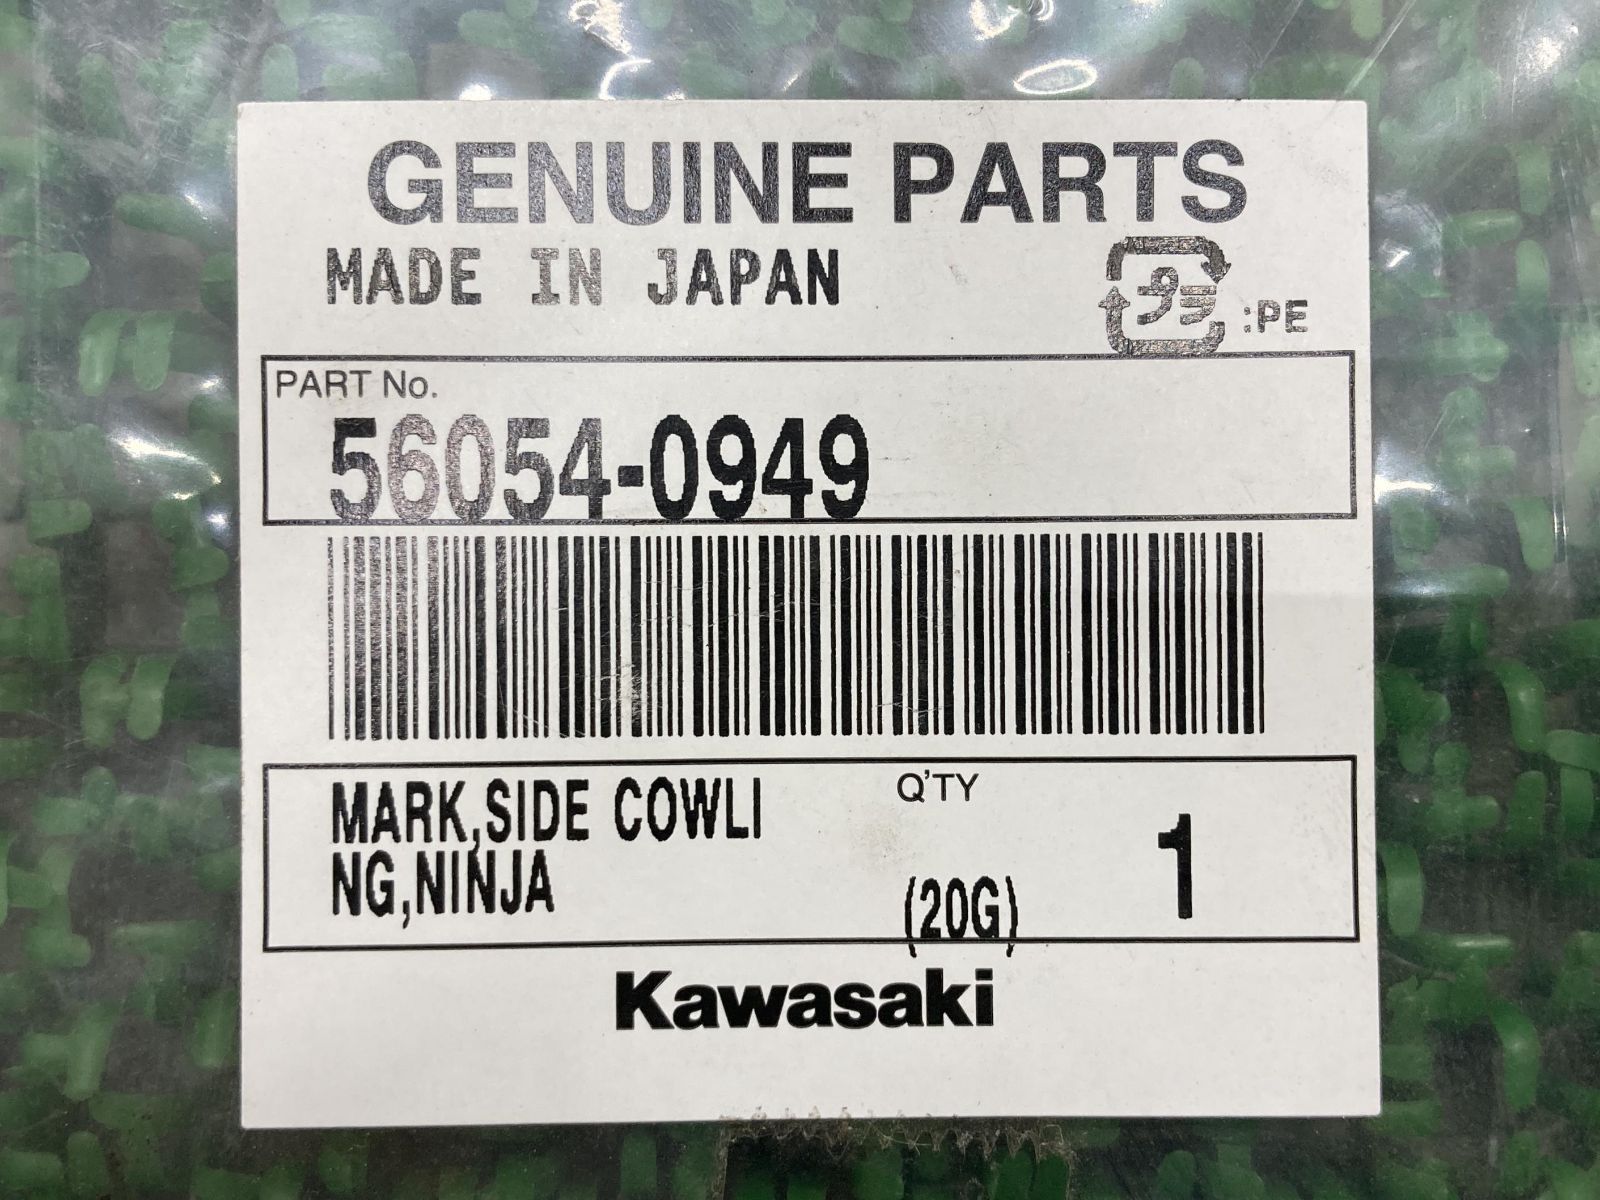 GENUINE PARTS
MADE IN JAPAN
プラ :PE
PART No.
56054-0949
MARK,SIDE COWLI
NG,NINJA
Q'TY
(20G)
1
Kawasaki